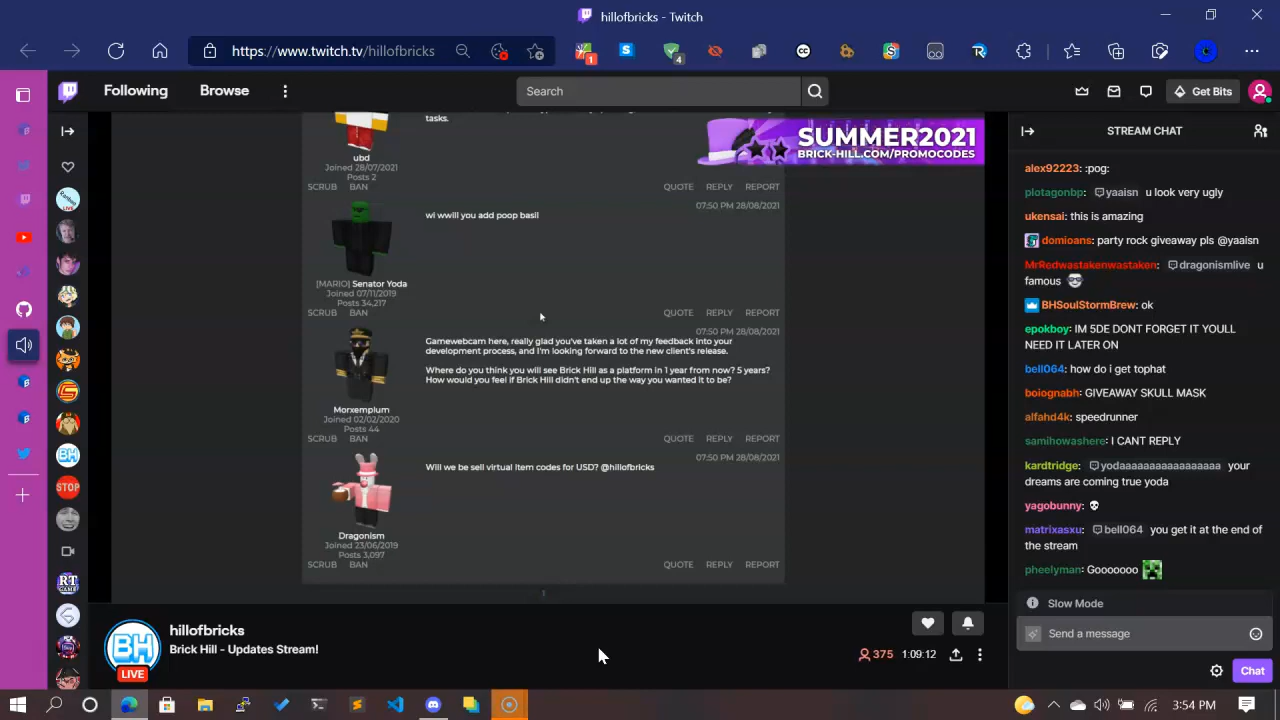 hillofbricks - Twitch
https://www.twitch.tv/hillofbricks
1
4
Following
Browse
Search
Get Bits
tasks.
ubd
Joined 28/07/2021
Posts 2
SCRUB BAN
QUOTE REPLY REPORT
SUMMER2021
BRICK-HILL.COM/PROMOCODES
07:50 PM 28/08/2021
wi wwill you add poop basil
[MARIO] Senator Yoda
Joined 07/11/2019
Posts 34,217
SCRUB BAN
QUOTE REPLY REPORT
07:50 PM 28/08/2021
Gamewebcam here, really glad you've taken a lot of my feedback into your
development process, and I'm looking forward to the new client's release.
Where do you think you will see Brick Hill as a platform in 1 year from now? 5 years?
How would you feel if Brick Hill didn't end up the way you wanted it to be?
Morxemplum
Joined 02/02/2020
Posts 44
SCRUB BAN
QUOTE REPLY REPORT
07:50 PM 28/08/2021
Will we be sell virtual item codes for USD? @hillofbricks
Dragonism
Joined 23/06/2019
Posts 3,097
SCRUB BAN
QUOTE REPLY REPORT
1
BH
LIVE
hillofbricks
Brick Hill - Updates Stream!
375
1:09:12
STREAM CHAT
alex92223: :pog:
plotagonbp: yaaisn u look very ugly
ukensai: this is amazing
domioans: party rock giveaway pls @yaaisn
MrRedwastakenwastaken: @dragonismlive u
famous
BHSoulStormBrew: ok
epokboy: IM 5DE DONT FORGET IT YOULL
NEED IT LATER ON
bell064: how do i get tophat
boiognabh: GIVEAWAY SKULL MASK
alfahd4k: speedrunner
samihowashere: I CANT REPLY
kardtridge: yodaaaaaaaaaaaaaaaaa your
dreams are coming true yoda
yagobunny:
matrixasxu: bell064 you get it at the end of
the stream
pheelyman: Gooooooo
Slow Mode
Send a message
Chat
STOP
BH
RT
GAME
3:54 PM